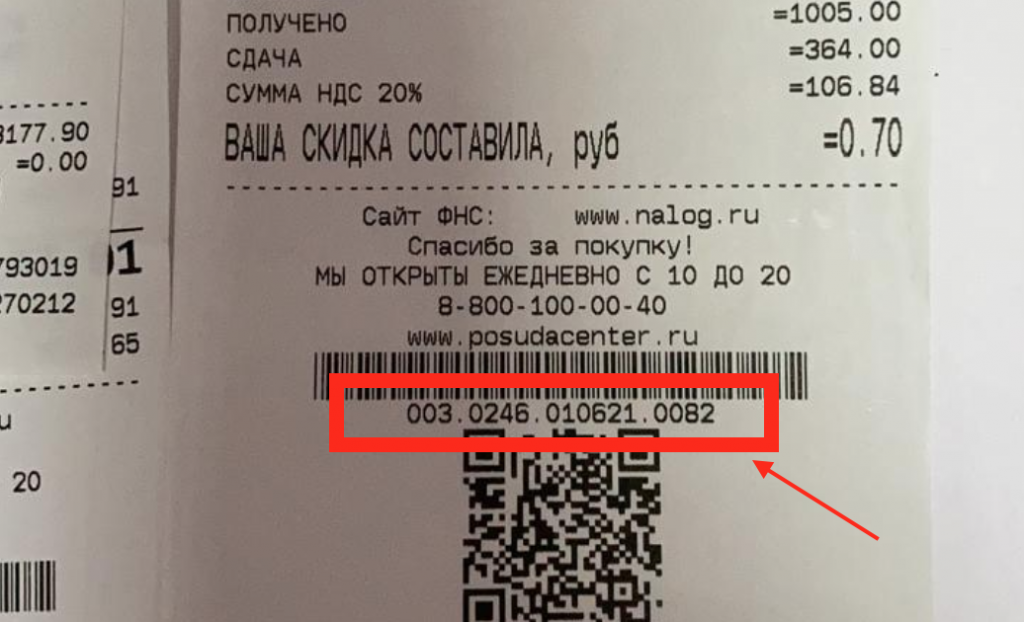 ПОЛУЧЕНО =1005.00
СДАЧА =364.00
СУММА НДС 20% =106.84
ВАША СКИДКА СОСТАВИЛА, руб =0.70
Сайт ФНС: www.nalog.ru
Спасибо за покупку!
МЫ ОТКРЫТЫ ЕЖЕДНЕВНО С 10 ДО 20
8-800-100-00-40
www.posudacenter.ru
003.0246.010621.0082
3177.90
=0.00
91
01
793019
270212
91
65
u
20